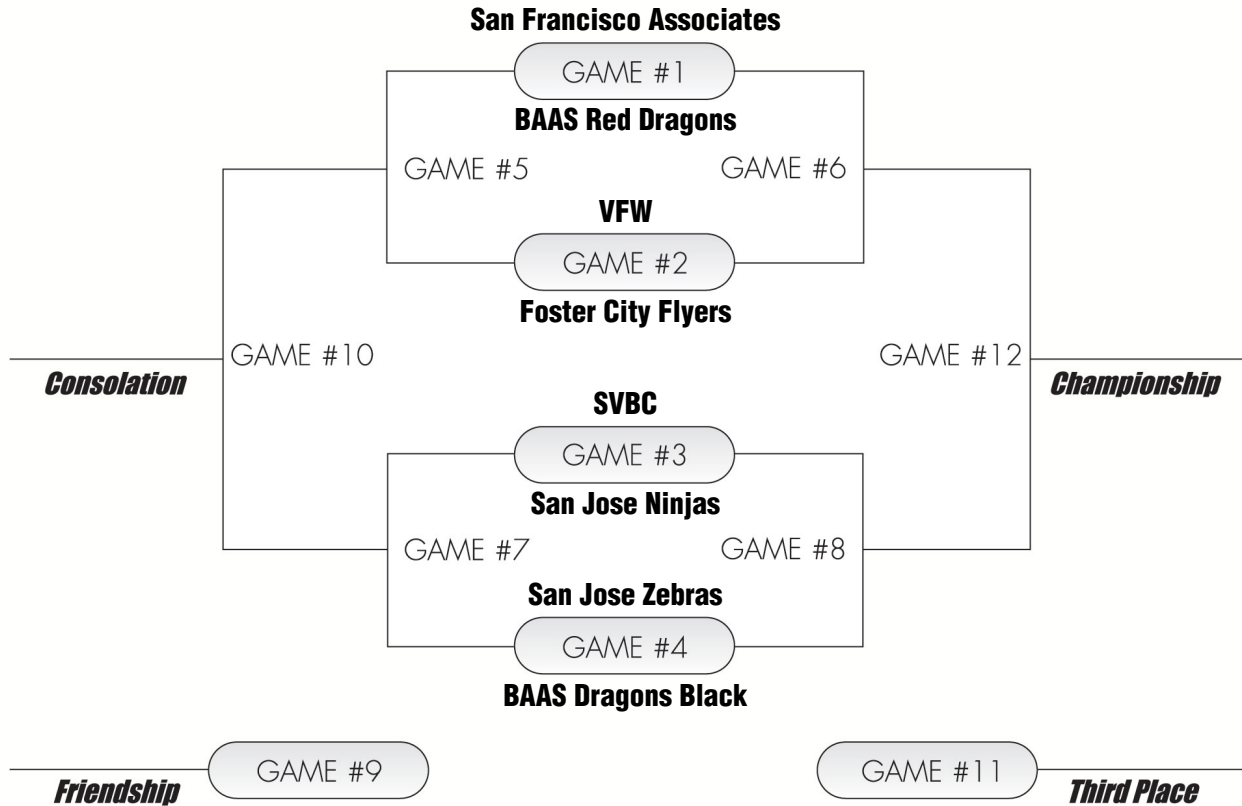 San Francisco Associates
GAME #1
BAAS Red Dragons
GAME #5
GAME #6
VFW
GAME #2
Foster City Flyers
GAME #10
GAME #12
Consolation
Championship
SVBC
GAME #3
San Jose Ninjas
GAME #7
GAME #8
San Jose Zebras
GAME #4
BAAS Dragons Black
GAME #9
GAME #11
Friendship
Third Place